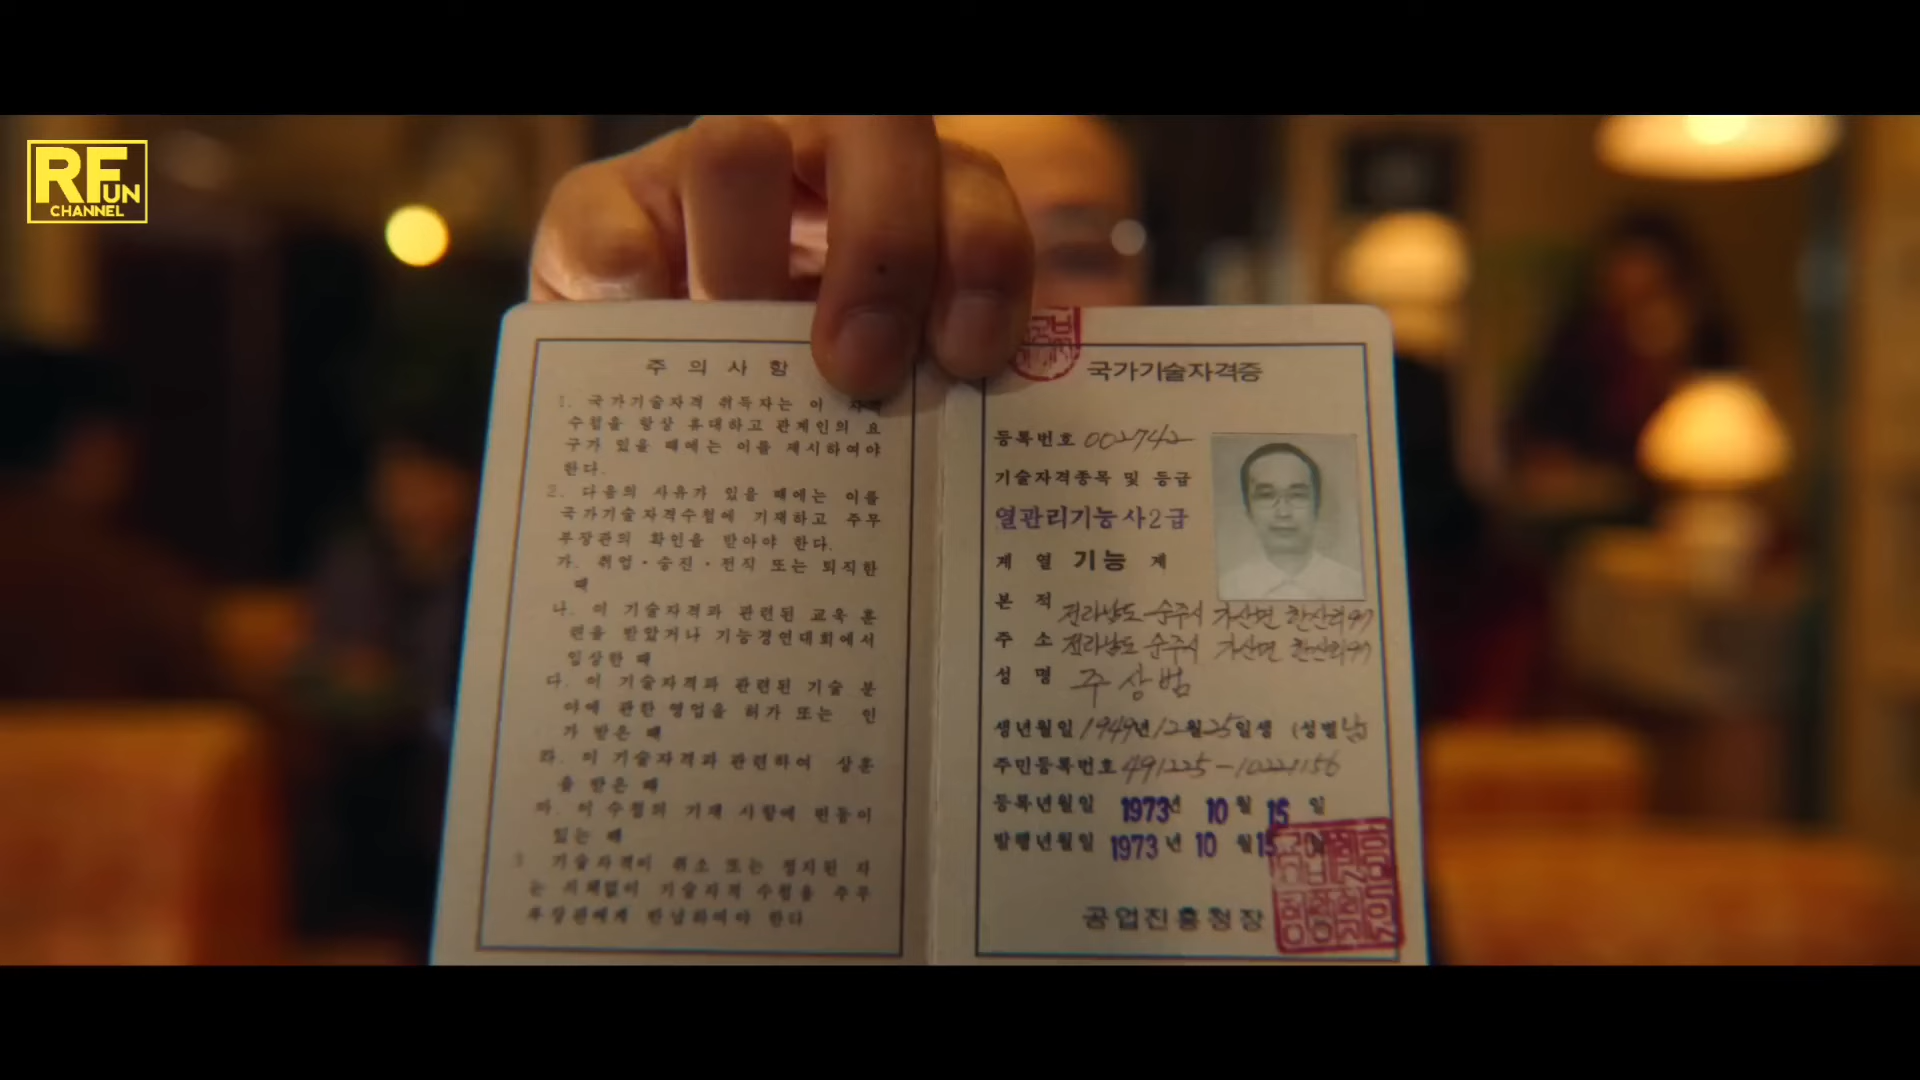 RFUN
CHANNEL
주의사항
1. 국가기술자격 취득자는 이 자격
수첩을 항상 휴대하고 관계인의 요
구가 있을 때에는 이를 제시하여야
한다.
2. 다음의 사유가 있을 때에는 이를
국가기술자격수첩에 기재하고 주무
부장관의 확인을 받아야 한다.
가. 취업·승진·전직 또는 퇴직한
때
나. 이 기술자격과 관련된 교육 훈
련을 받았거나 기능경연대회에서
입상한 때
다. 이 기술자격과 관련된 기술 분
야에 관한 영업을 허가 또는 인
가 받은 때
라. 이 기술자격과 관련하여 상훈
을 받은 때
마. 이 수첩의 기재 사항에 변동이
있는 때
3 기술자격이 취소 또는 정지된 자
는 지체없이 기술자격 수첩을 주무
부장관에게 반납하여야 한다
국가기술자격증
등록번호 002742
기술자격종목 및 등급
열관리기능사2급
계 열 기능 계
본 적 전라남도 순주시 가산면 한산리97
주 소 전라남도 순주시 가산면 한산리97
성 명 주상범
생년월일 1949년 12월 25일생 (성별 남
주민등록번호 491225-1022156
등록년월일 1973년 10월 15일
발행년월일 1973년 10월 15일
공업진흥청장